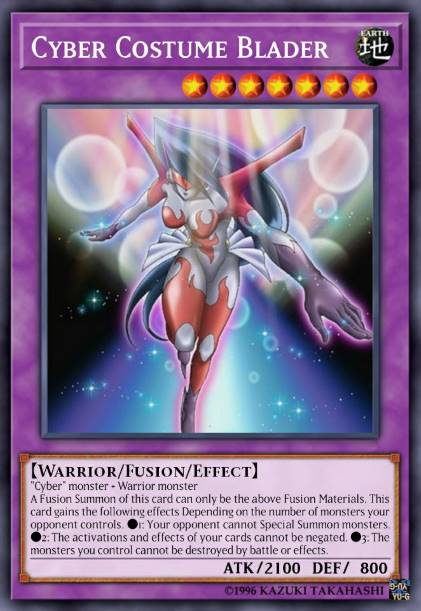 CYBER COSTUME BLADER
EARTH
地
【WARRIOR/FUSION/EFFECT】
"Cyber" monster + Warrior monster
A Fusion Summon of this card can only be the above Fusion Materials. This
card gains the following effects Depending on the number of monsters your
opponent controls. ●1: Your opponent cannot Special Summon monsters.
●2: The activations and effects of your cards cannot be negated. ●3: The
monsters you control cannot be destroyed by battle or effects.
ATK/2100 DEF/ 800
©1996 KAZUKI TAKAHASHI